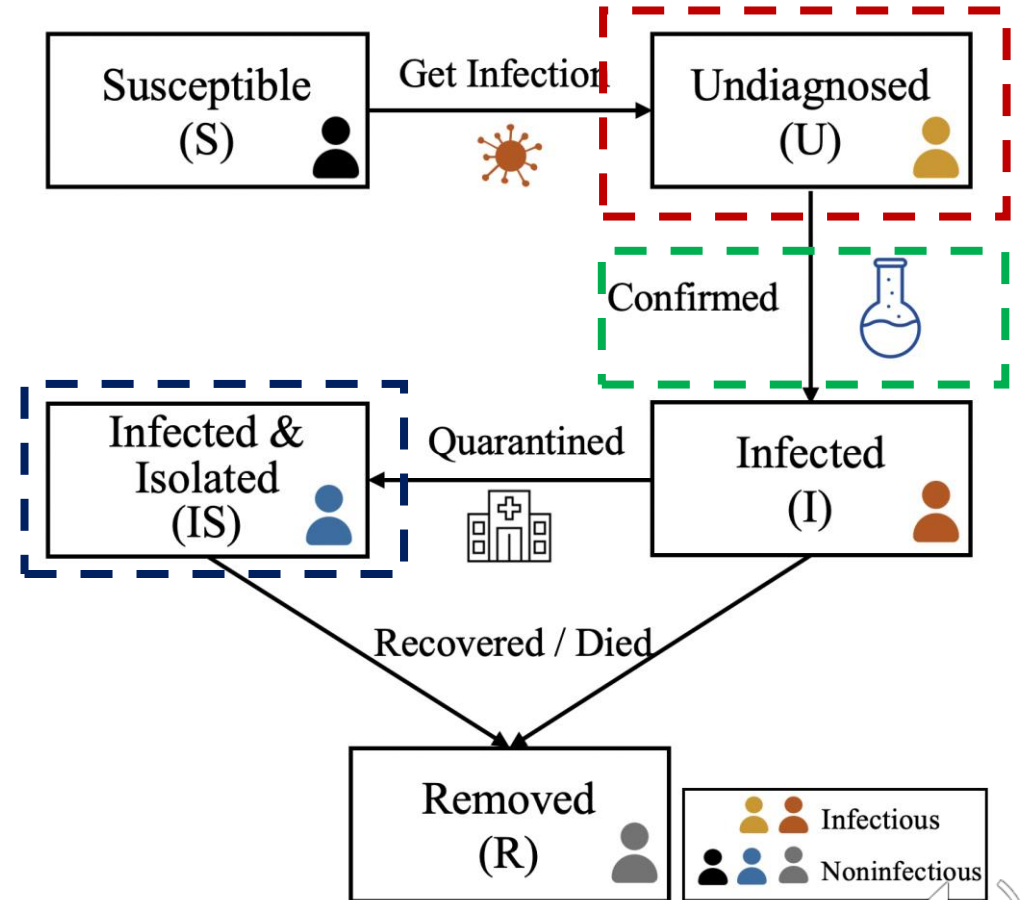 Susceptible
(S)
Get Infection
Undiagnosed
(U)
Confirmed
Infected &
Isolated
(IS)
Quarantined
Infected
(I)
Recovered / Died
Removed
(R)
Infectious
Noninfectious